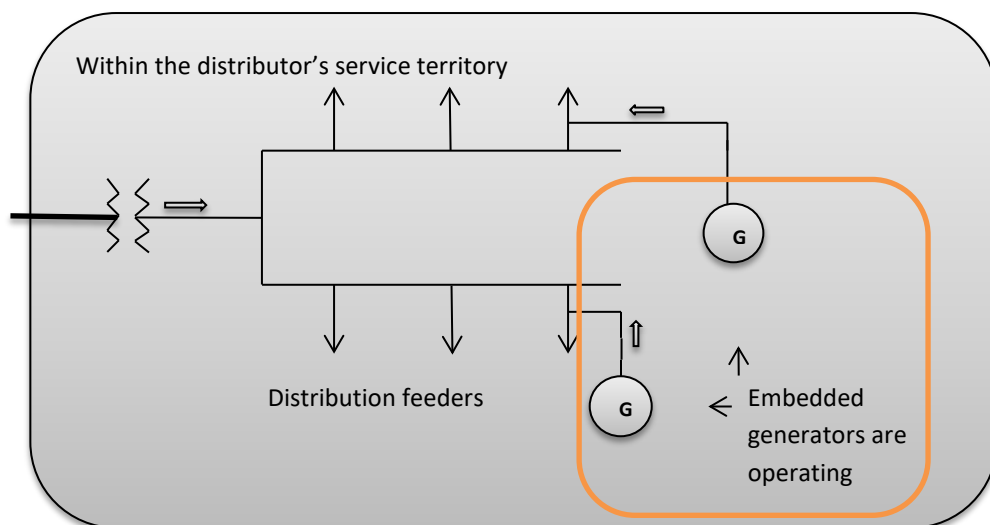 Within the distributor’s service territory
G
Distribution feeders
G
Embedded
generators are
operating